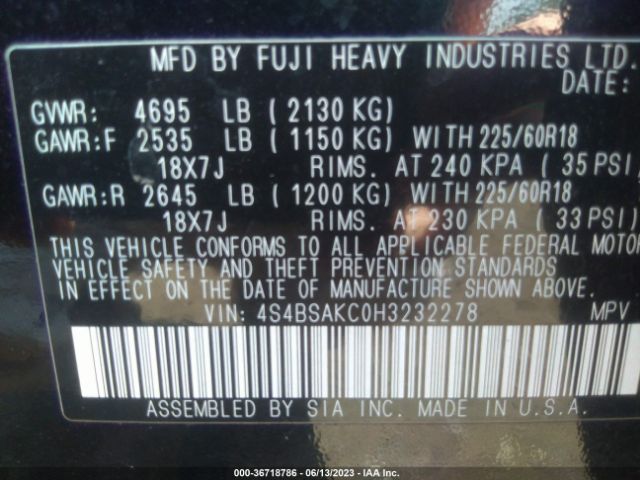 MFD BY FUJI HEAVY INDUSTRIES LTD.
DATE:
GVWR: 4695 LB ( 2130 KG)
GAWR:F 2535 LB ( 1150 KG) WITH 225/60R18
18X7J RIMS. AT 240 KPA ( 35 PSI)
GAWR:R 2645 LB ( 1200 KG) WITH 225/60R18
18X7J RIMS. AT 230 KPA ( 33 PSI)
THIS VEHICLE CONFORMS TO ALL APPLICABLE FEDERAL MOTOR
VEHICLE SAFETY AND THEFT PREVENTION STANDARDS
IN EFFECT ON THE DATE OF MANUFACTURE SHOWN ABOVE.
VIN: 4S4BSAKC0H3232278 MPV
ASSEMBLED BY SIA INC. MADE IN U.S.A.
000-36718786 - 06/13/2023 - IAA Inc.